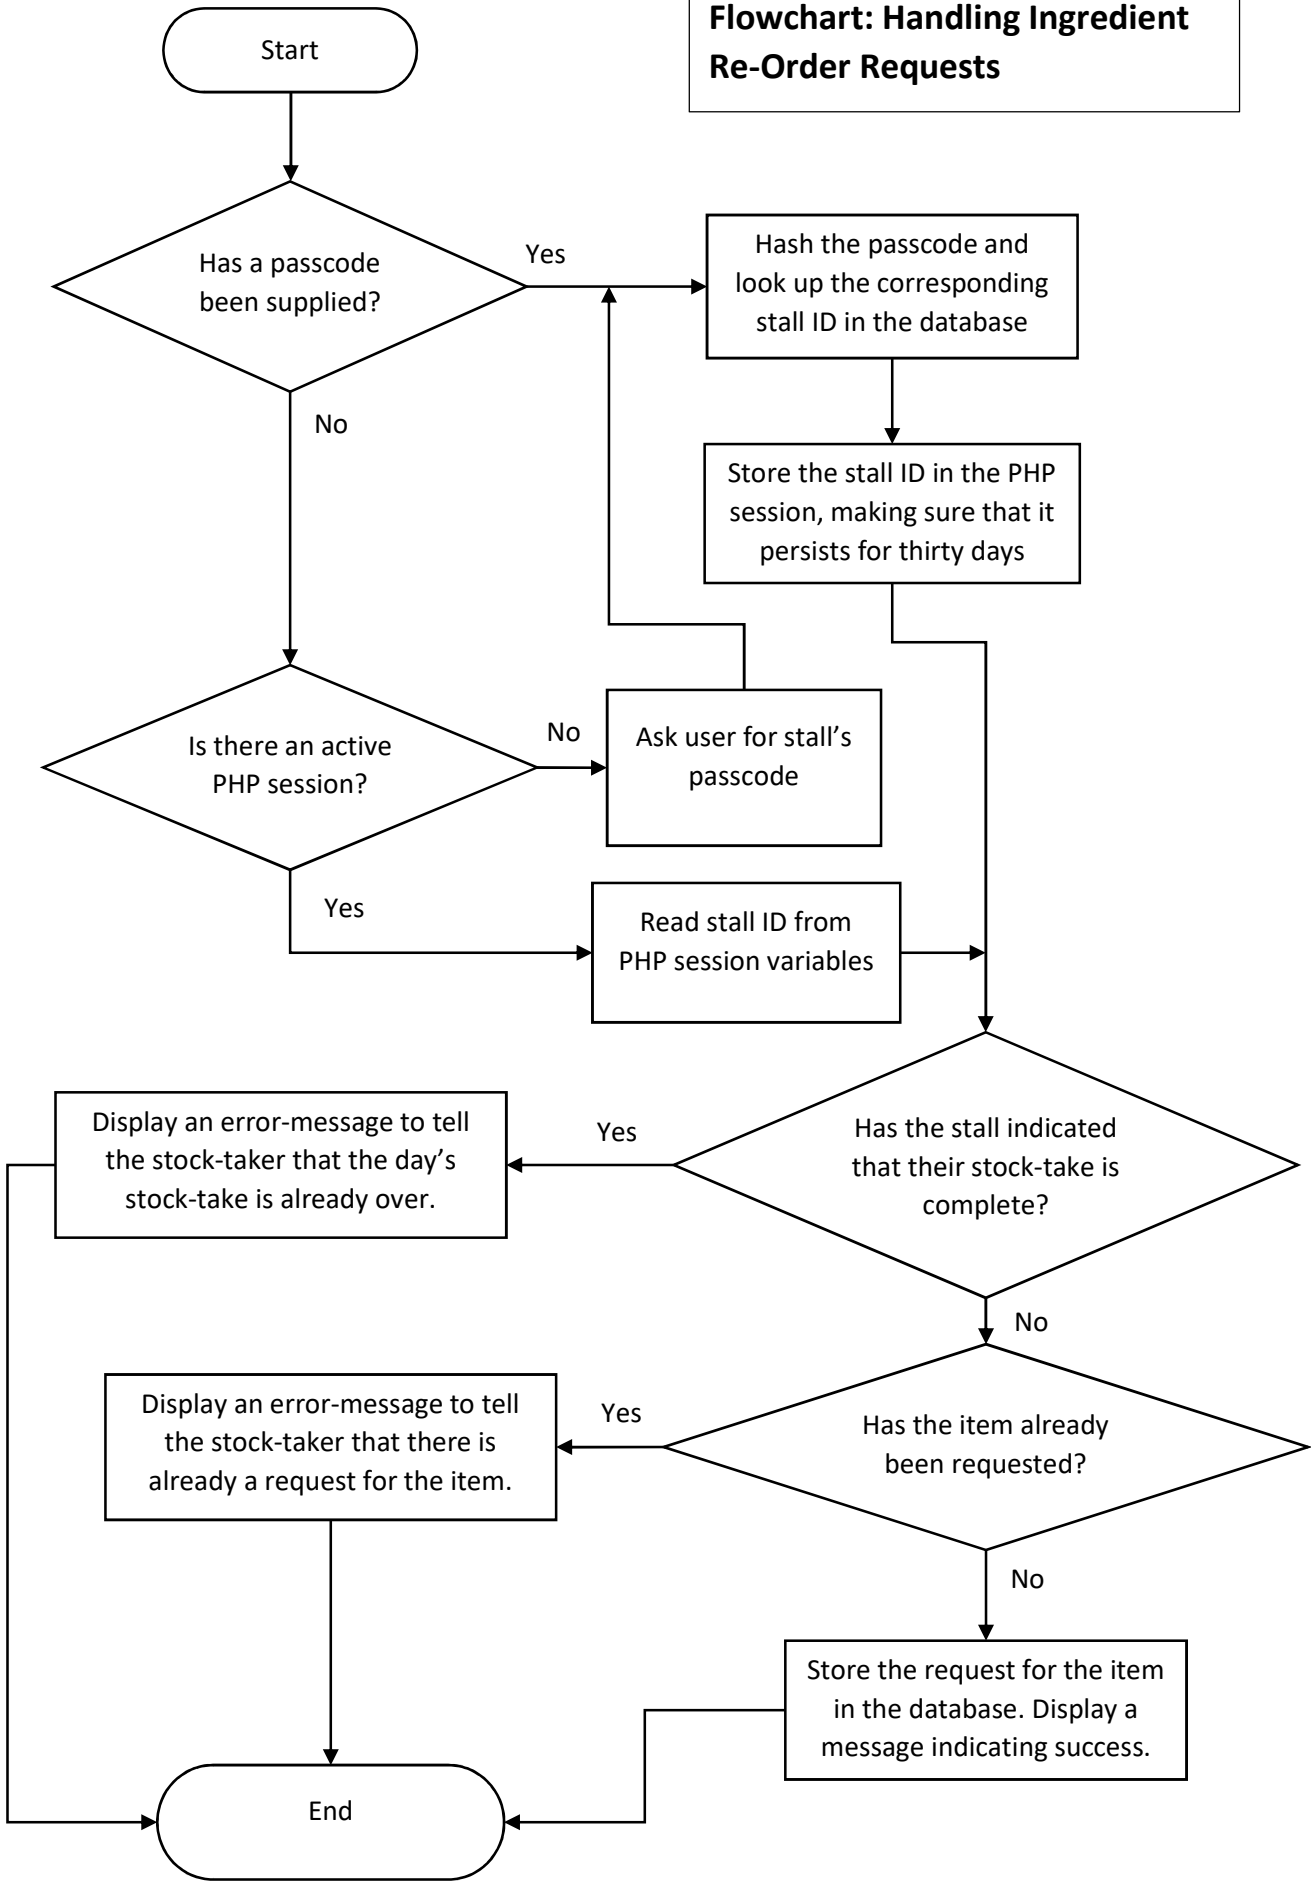 Flowchart: Handling Ingredient
Re-Order Requests
Start
Has a passcode
been supplied?
Yes
Hash the passcode and
look up the corresponding
stall ID in the database
No
Store the stall ID in the PHP
session, making sure that it
persists for thirty days
Is there an active
PHP session?
No
Ask user for stall’s
passcode
Yes
Read stall ID from
PHP session variables
Has the stall indicated
that their stock-take is
complete?
Yes
Display an error-message to tell
the stock-taker that the day’s
stock-take is already over.
No
Has the item already
been requested?
Yes
Display an error-message to tell
the stock-taker that there is
already a request for the item.
No
Store the request for the item
in the database. Display a
message indicating success.
End